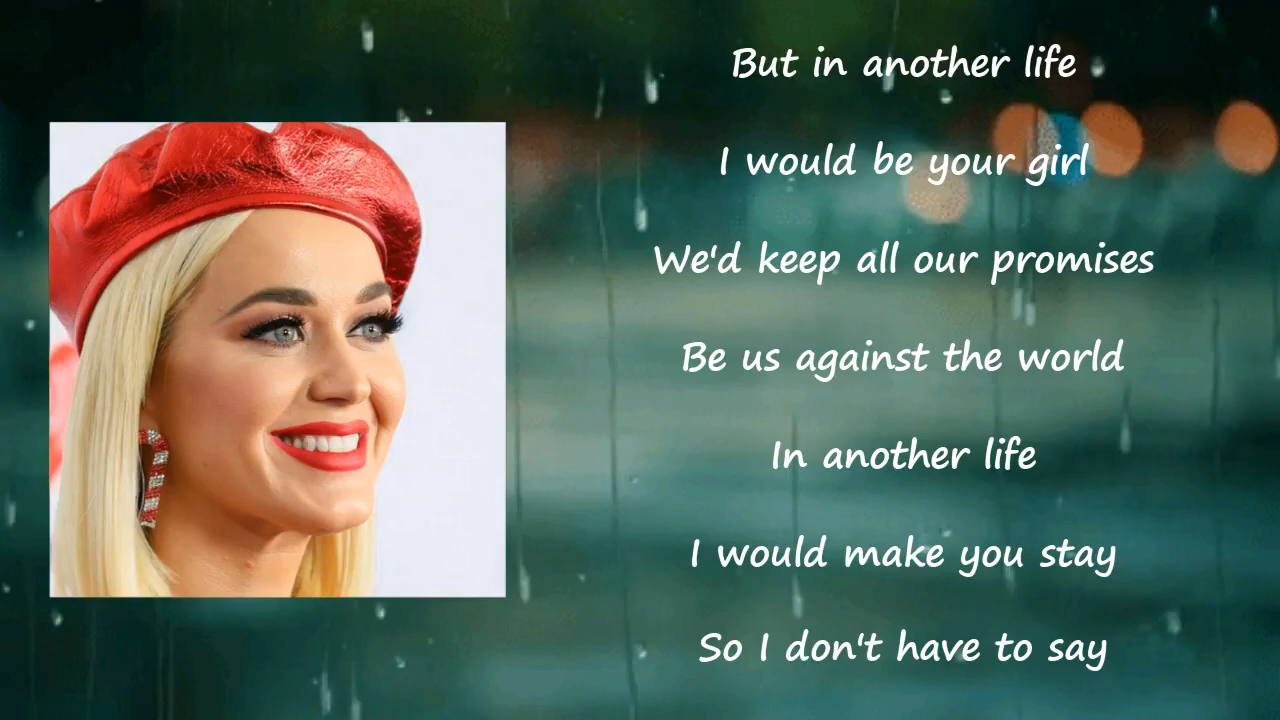 But in another life
I would be your girl
We'd keep all our promises
Be us against the world
In another life
I would make you stay
So I don't have to say